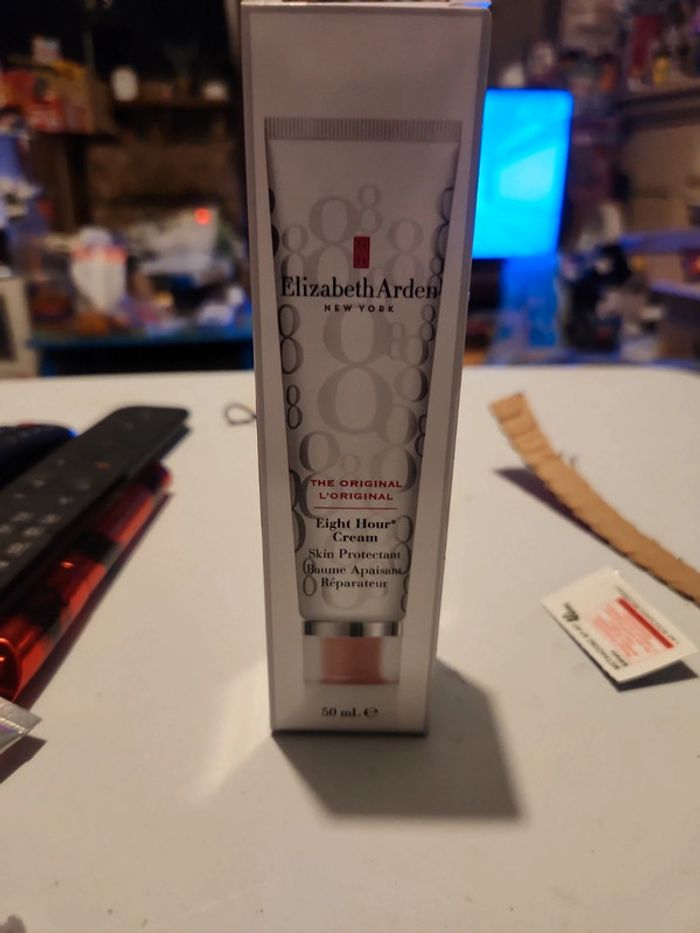 Elizabeth Arden
NEW YORK
THE ORIGINAL
L'ORIGINAL
Eight Hour®
Cream
Skin Protectant
Baume Apaisant
Réparateur
50 mL ℮